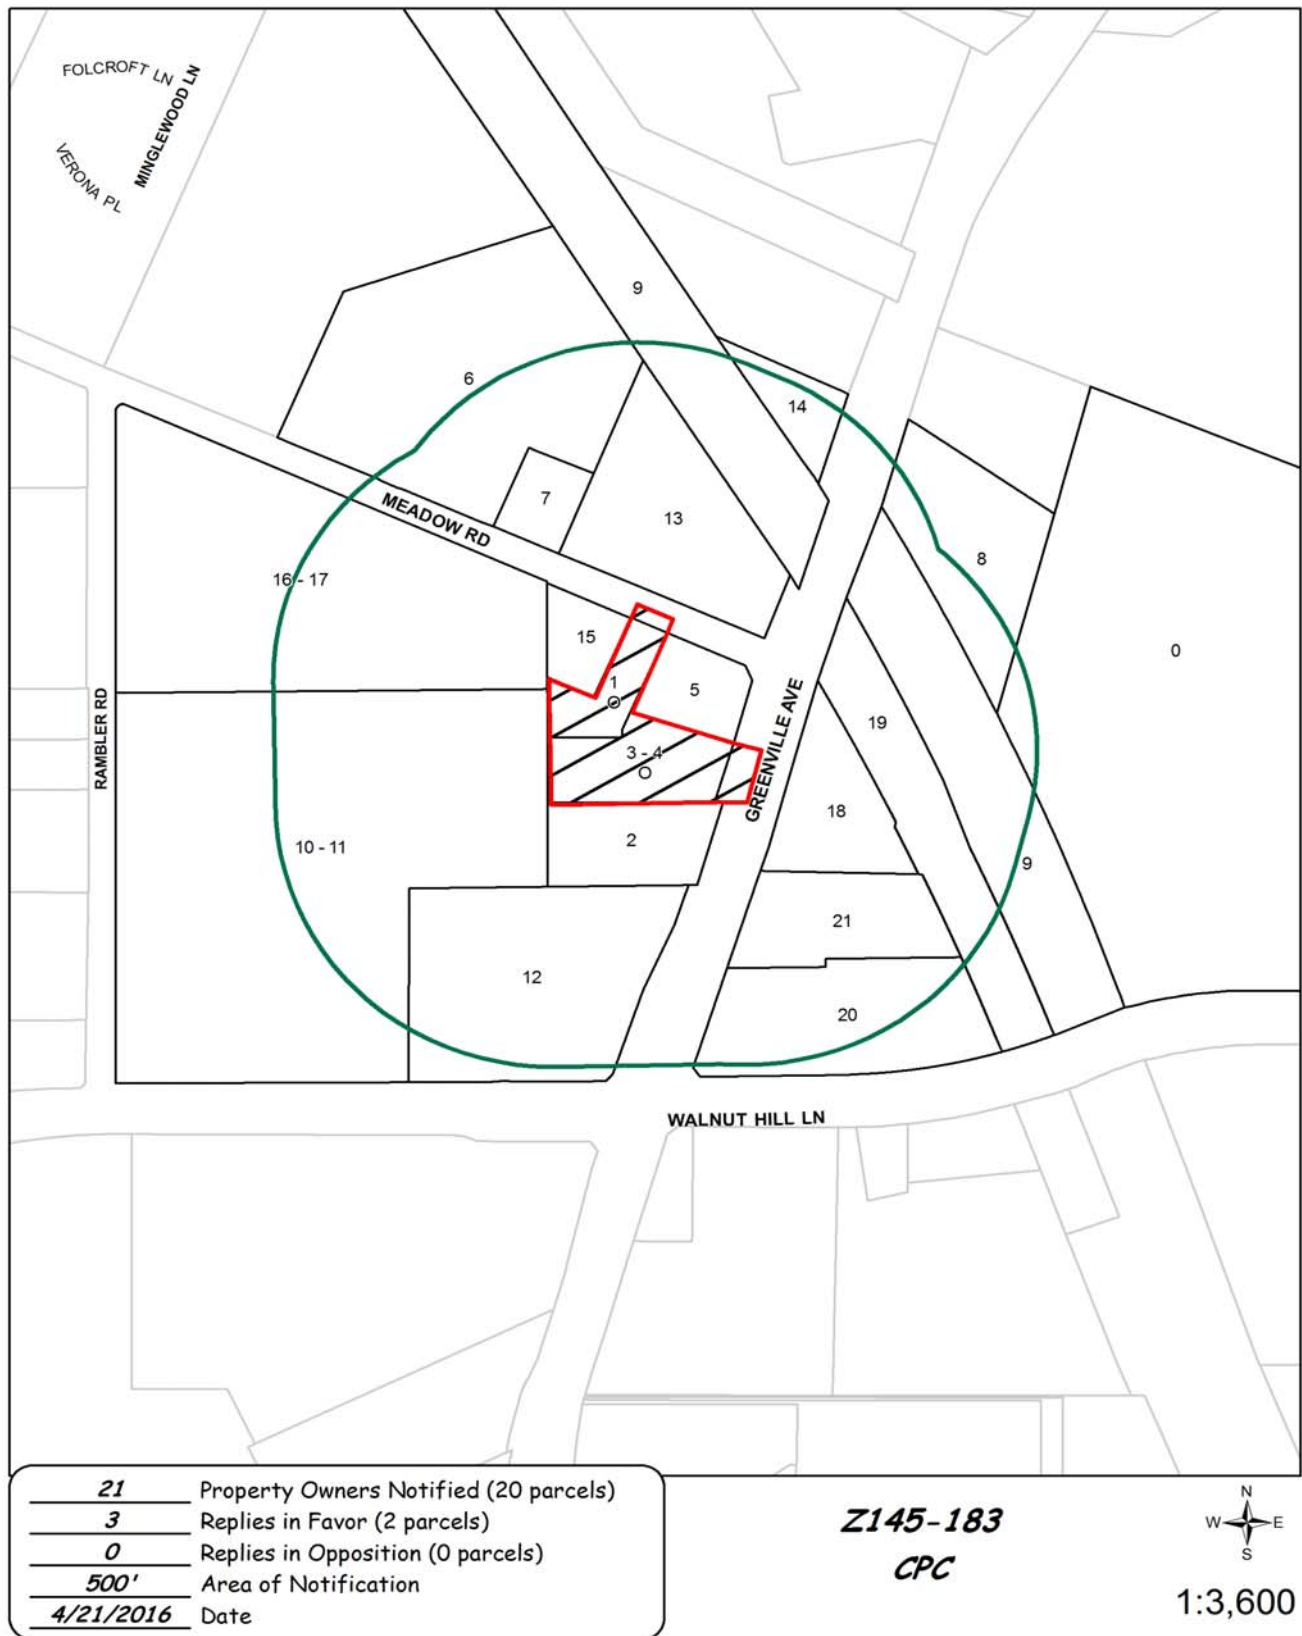 FOLCROFT LN
MINGLEWOOD LN
VERONA PL
9
6
14
7
MEADOW RD
13
8
16 - 17
15
0
1
5
RAMBLER RD
GREENVILLE AVE
19
3 - 4
18
2
10 - 11
9
21
12
20
WALNUT HILL LN
21 Property Owners Notified (20 parcels)
3 Replies in Favor (2 parcels)
0 Replies in Opposition (0 parcels)
500' Area of Notification
4/21/2016 Date
Z145-183
CPC
N
W E
S
1:3,600